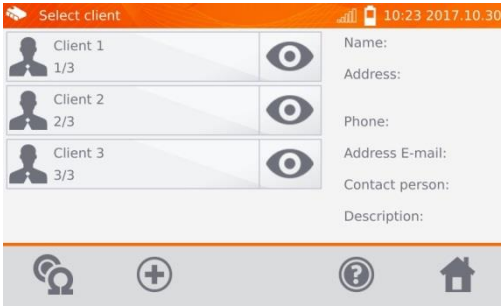 Select client
10:23 2017.10.30
Client 1
1/3
Client 2
2/3
Client 3
3/3
Name:
Address:
Phone:
Address E-mail:
Contact person:
Description: